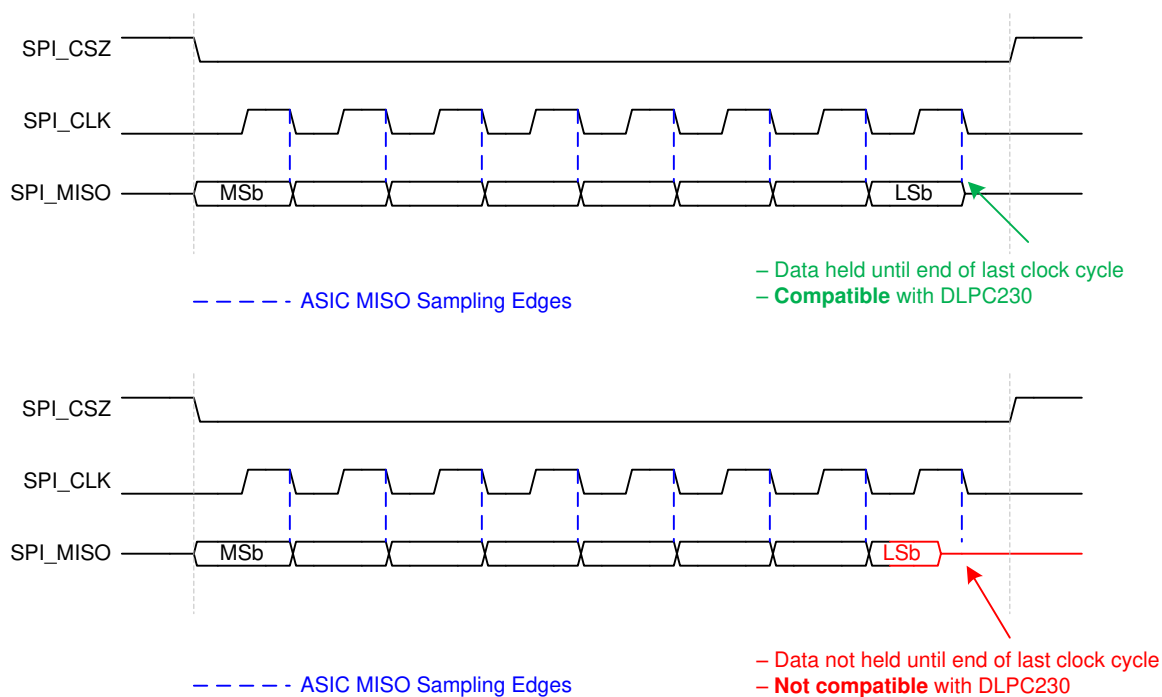 SPI_CSZ
SPI_CLK
SPI_MISO
MSb
LSb
– Data held until end of last clock cycle
– Compatible with DLPC230
ASIC MISO Sampling Edges
SPI_CSZ
SPI_CLK
SPI_MISO
MSb
LSb
– Data not held until end of last clock cycle
– Not compatible with DLPC230
ASIC MISO Sampling Edges